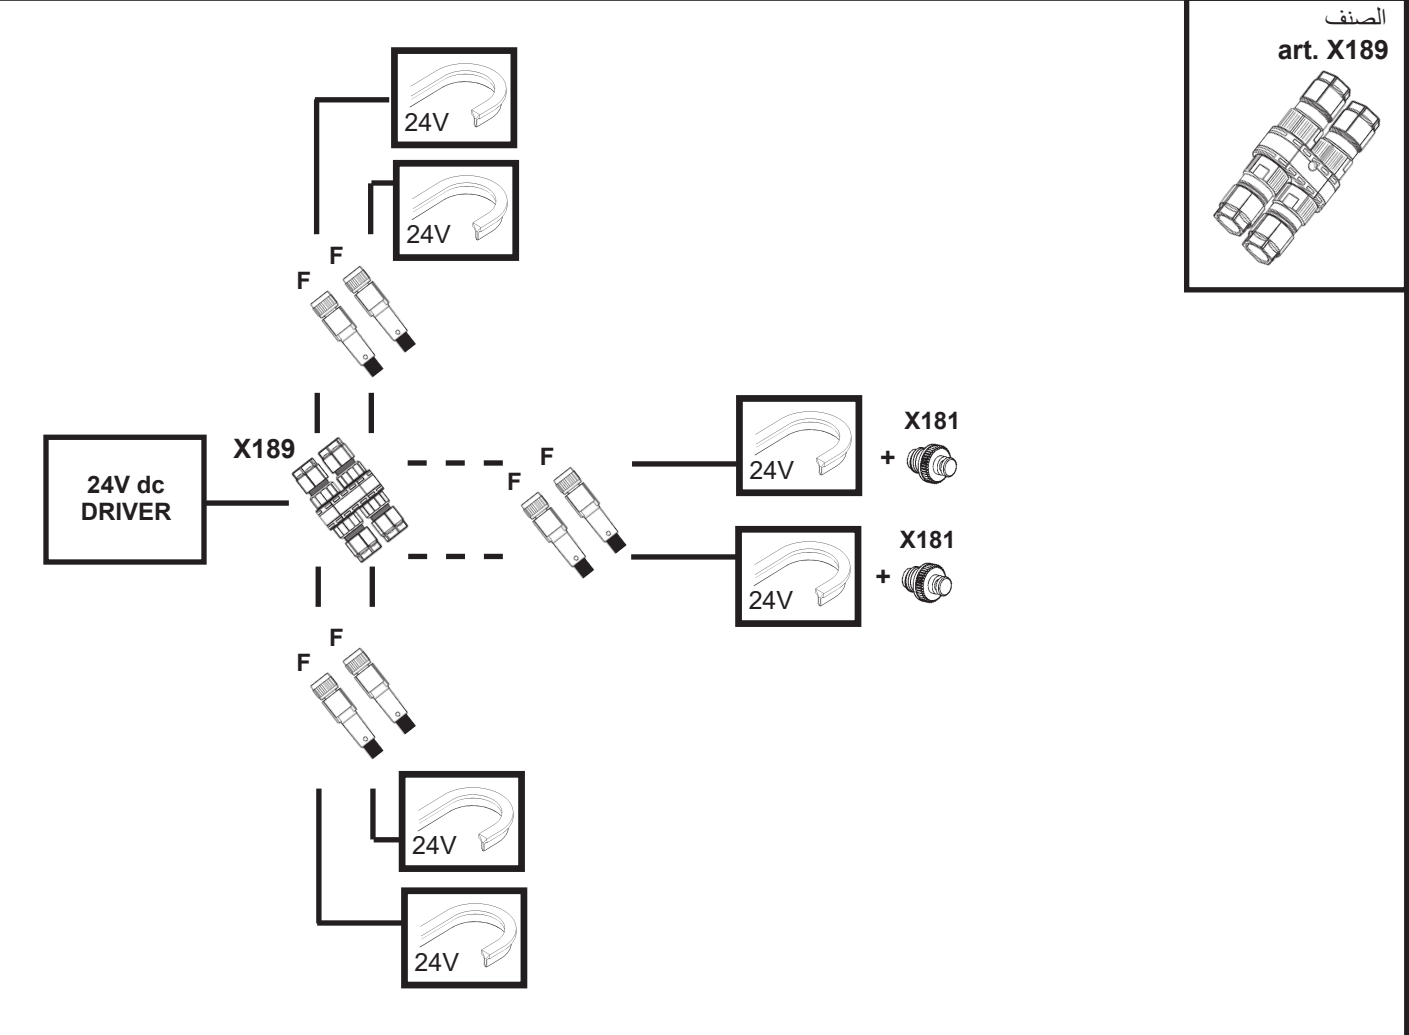 الصنف
art. X189
24V
24V
F
F
X189
24V dc
DRIVER
F
F
24V
+
X181
24V
+
X181
F
F
24V
24V